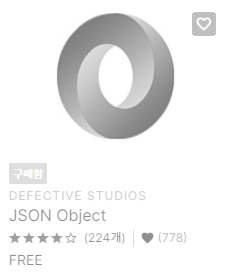 구매함
DEFECTIVE STUDIOS
JSON Object
(224개) (778)
FREE